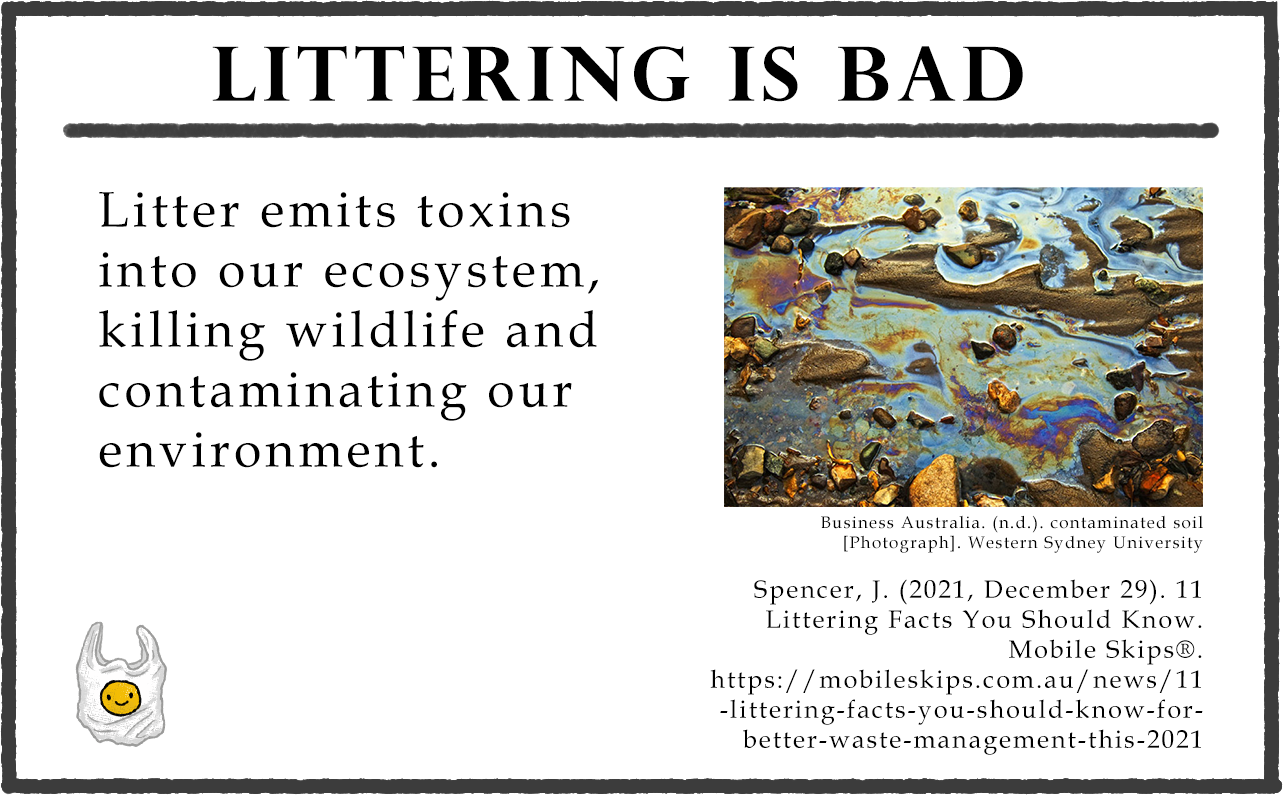 LITTERING IS BAD
Litter emits toxins
into our ecosystem,
killing wildlife and
contaminating our
environment.
Business Australia. (n.d.). contaminated soil
[Photograph]. Western Sydney University
Spencer, J. (2021, December 29). 11
Littering Facts You Should Know.
Mobile Skips®.
https://mobileskips.com.au/news/11
-littering-facts-you-should-know-for-
better-waste-management-this-2021